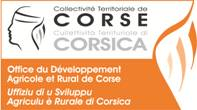 Collectivité Territoriale de
CORSE
Cullettività Territuriale di
CORSICA
Office du Développement
Agricole et Rural de Corse
Uffiziu di u Sviluppu
Agriculu è Rurale di Corsica